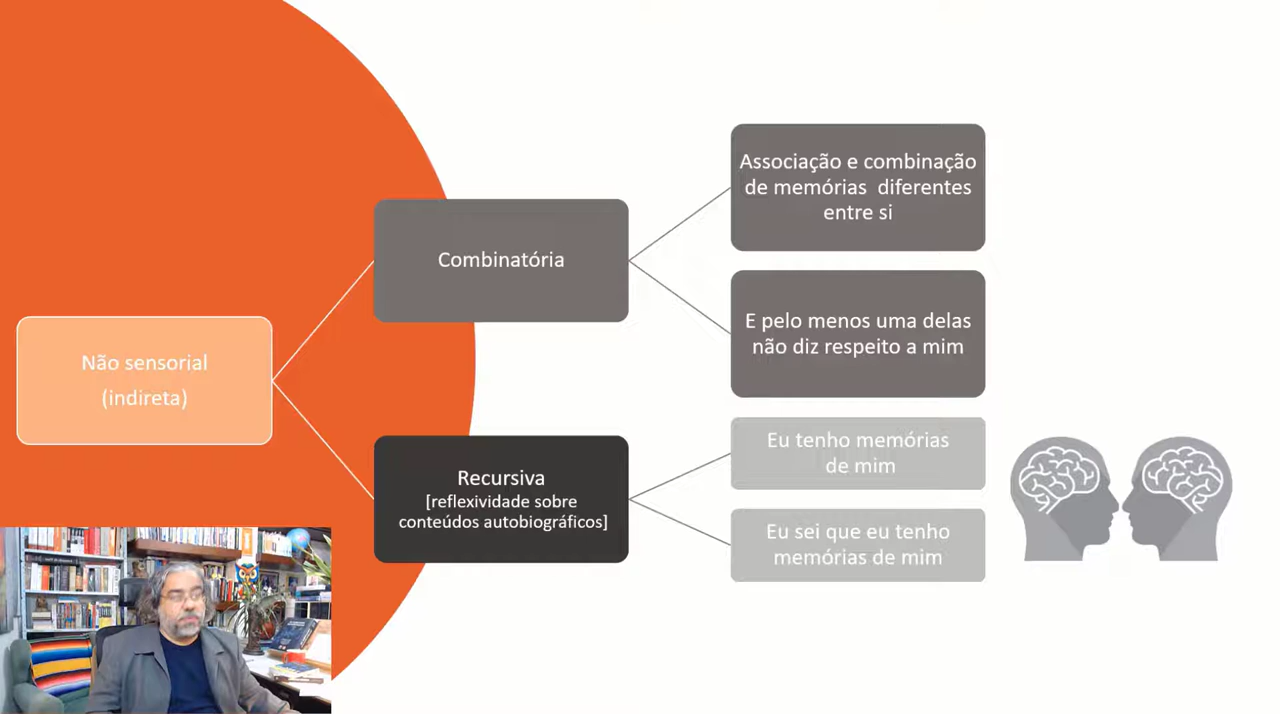 Não sensorial
(indireta)
Combinatória
Associação e combinação
de memórias diferentes
entre si
E pelo menos uma delas
não diz respeito a mim
Recursiva
[reflexividade sobre
conteúdos autobiográficos]
Eu tenho memórias
de mim
Eu sei que eu tenho
memórias de mim